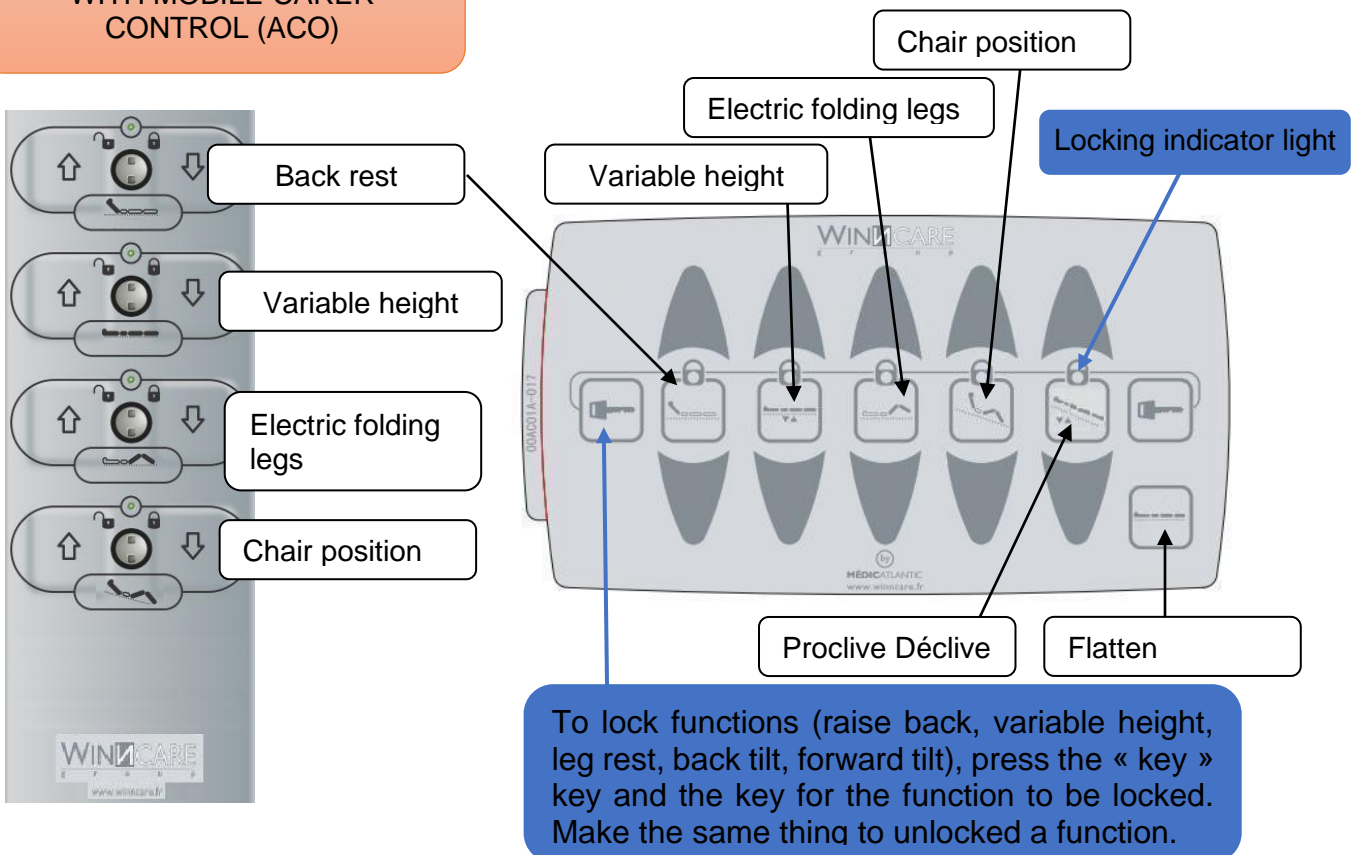 WITH MOBILE CARER
CONTROL (ACO)
Chair position
Electric folding legs
Locking indicator light
Back rest
Variable height
WINNCARE
g r o u p
Variable height
00ACO01A-017
Electric folding
legs
Chair position
by
MÉDICATLANTIC
www.winncare.fr
Proclive Déclive
Flatten
To lock functions (raise back, variable height,
leg rest, back tilt, forward tilt), press the « key »
key and the key for the function to be locked.
Make the same thing to unlocked a function.
WINNCARE
g r o u p
www.winncare.fr